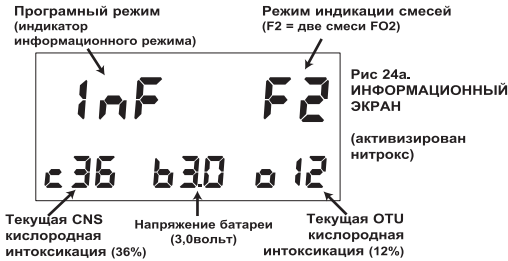 Програмный режим
(индикатор
информационного режима)
Режим индикации смесей
(F2 = две смеси FO2)
InF F2
c36 b3.0 o12
Рис 24а.
ИНФОРМАЦИОННЫЙ
ЭКРАН
(активизирован
нитрокс)
Текущая CNS
кислородная
интоксикация (36%)
Напряжение батареи
(3,0вольт)
Текущая OTU
кислородная
интоксикация (12%)